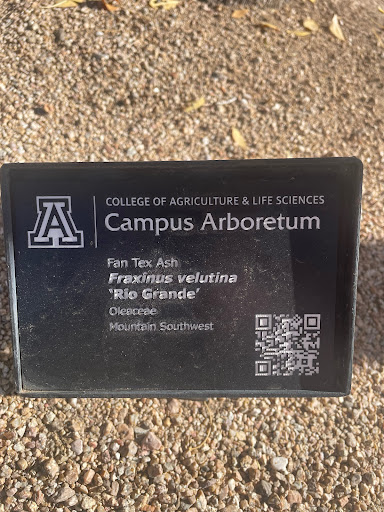 A
COLLEGE OF AGRICULTURE & LIFE SCIENCES
Campus Arboretum
Fan Tex Ash
Fraxinus velutina
'Rio Grande'
Oleaceae
Mountain Southwest